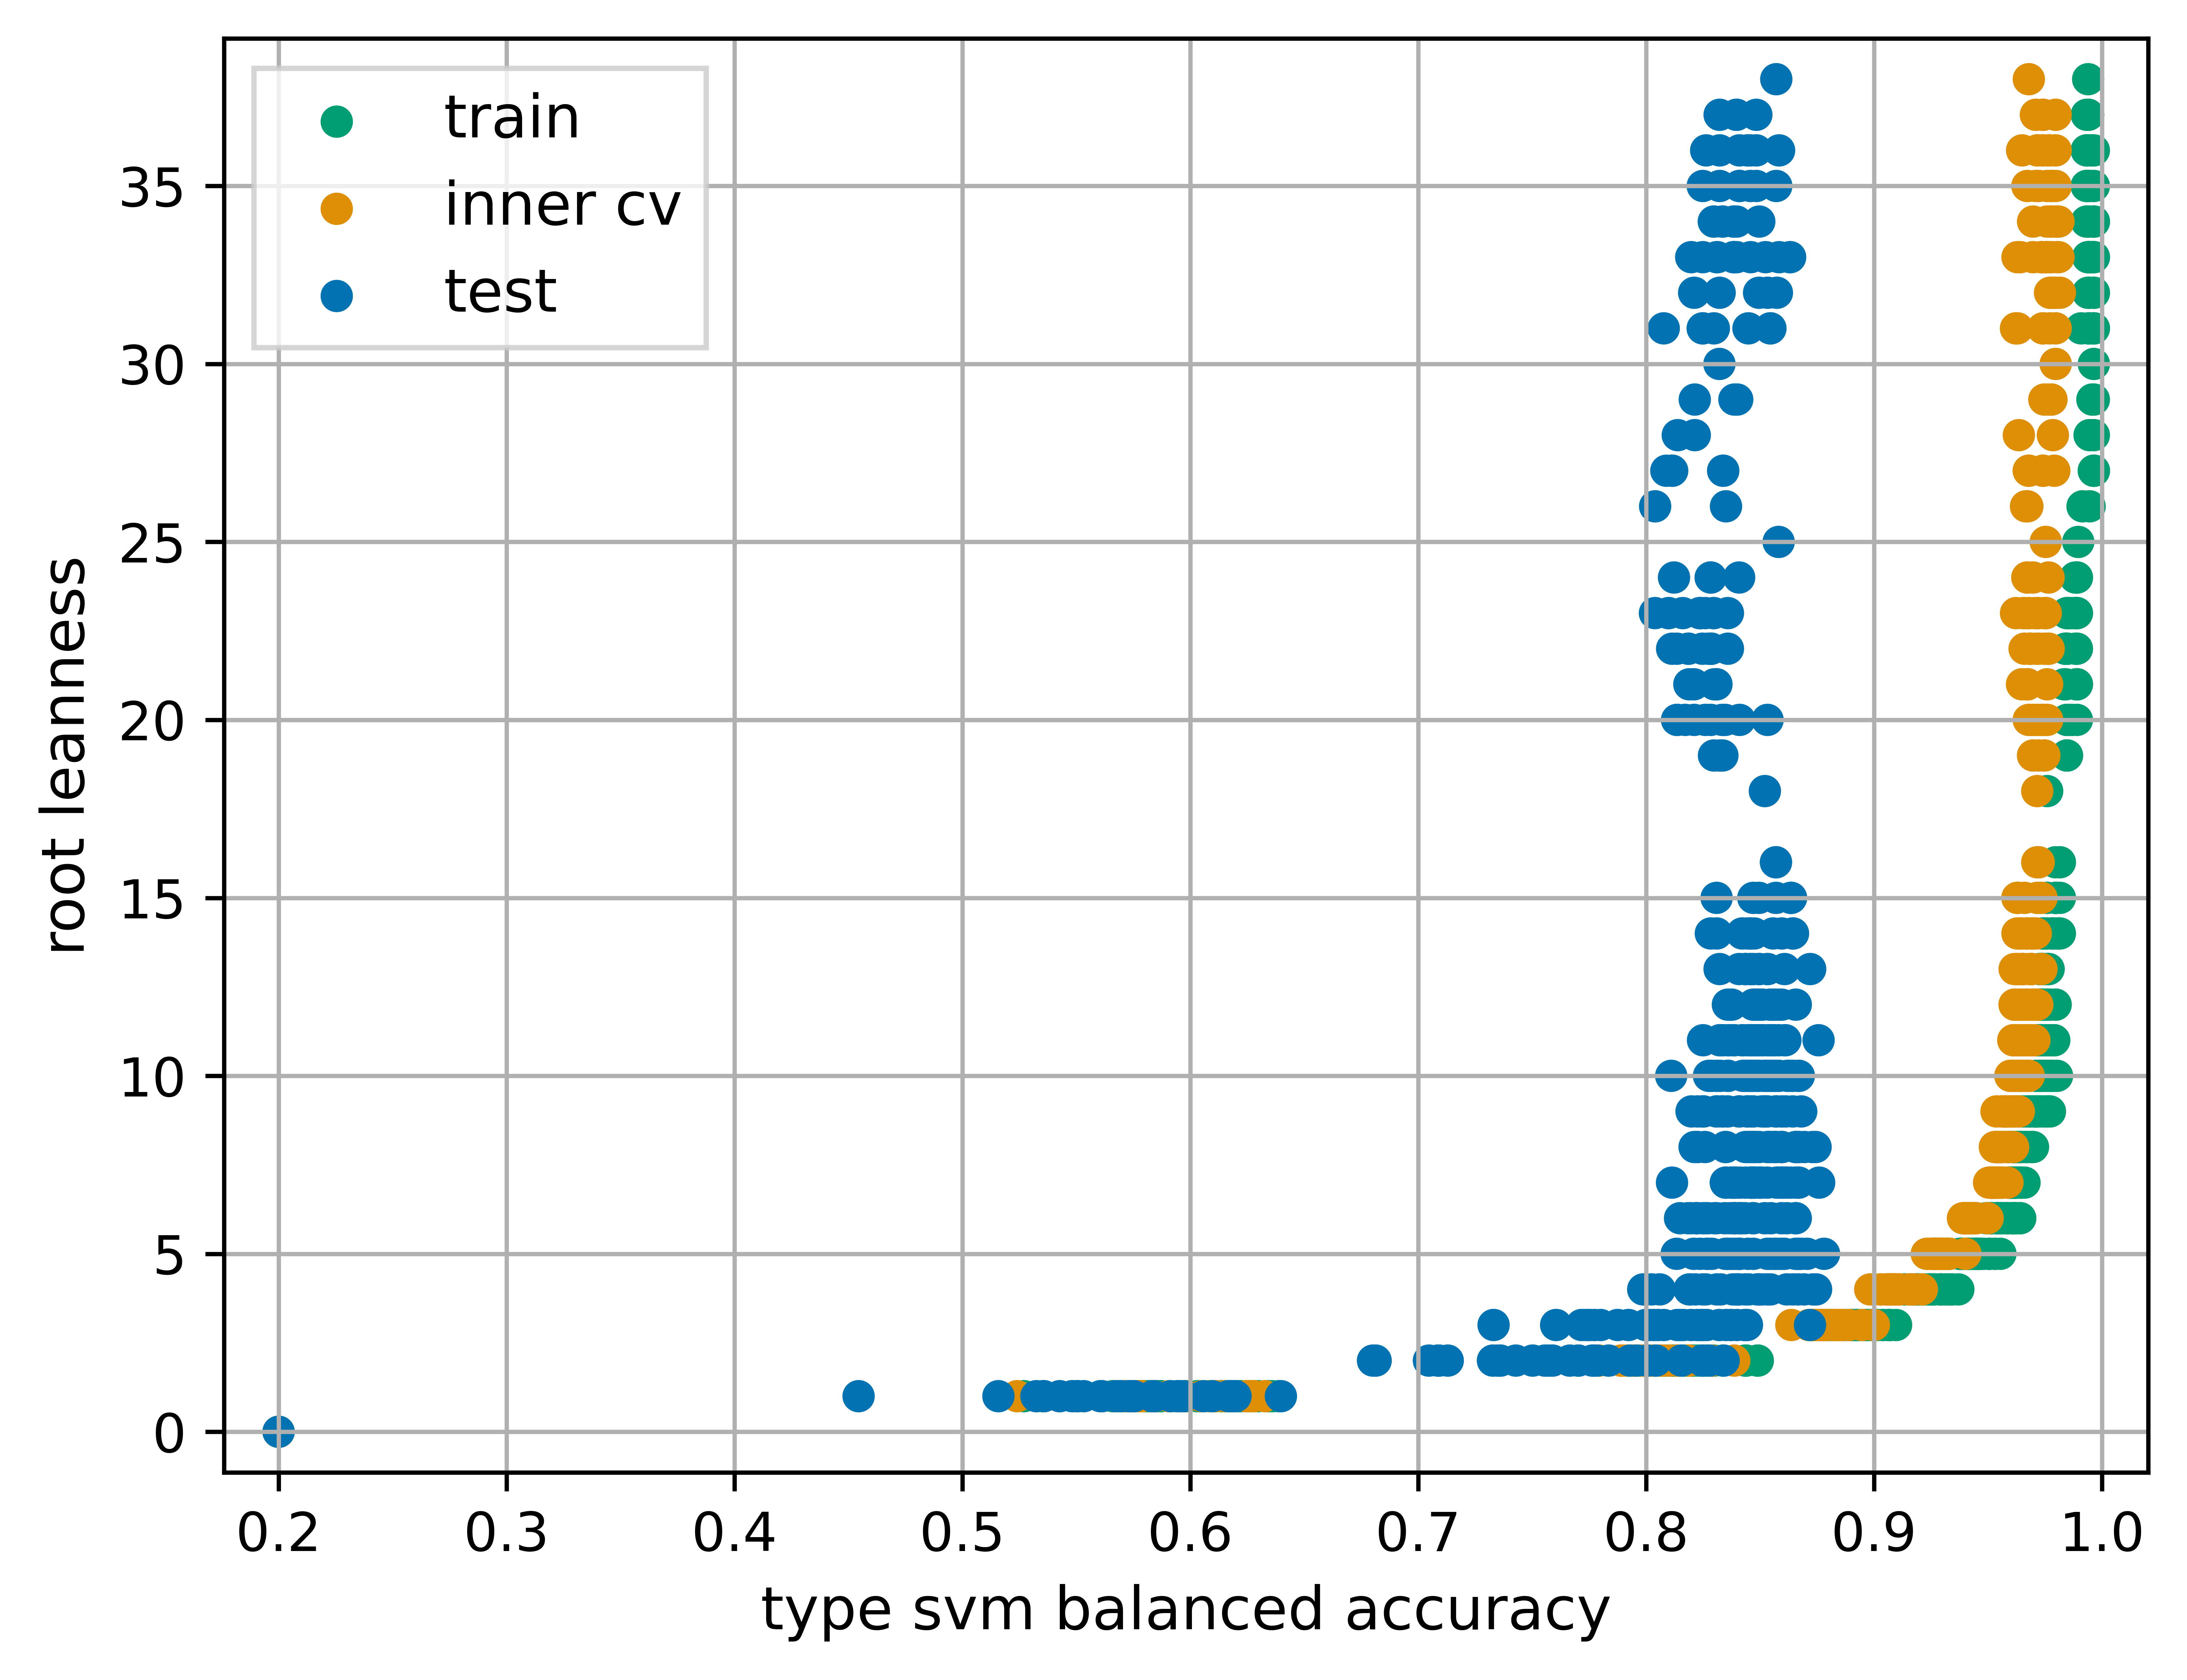 train
inner cv
test
35
30
25
20
15
10
5
0
root leanness
0.2 0.3 0.4 0.5 0.6 0.7 0.8 0.9 1.0
type svm balanced accuracy